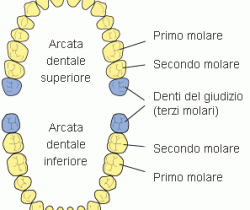 Primo molare
Arcata
dentale
superiore
Secondo molare
Denti del giudizio
(terzi molari)
Arcata
dentale
inferiore
Secondo molare
Primo molare